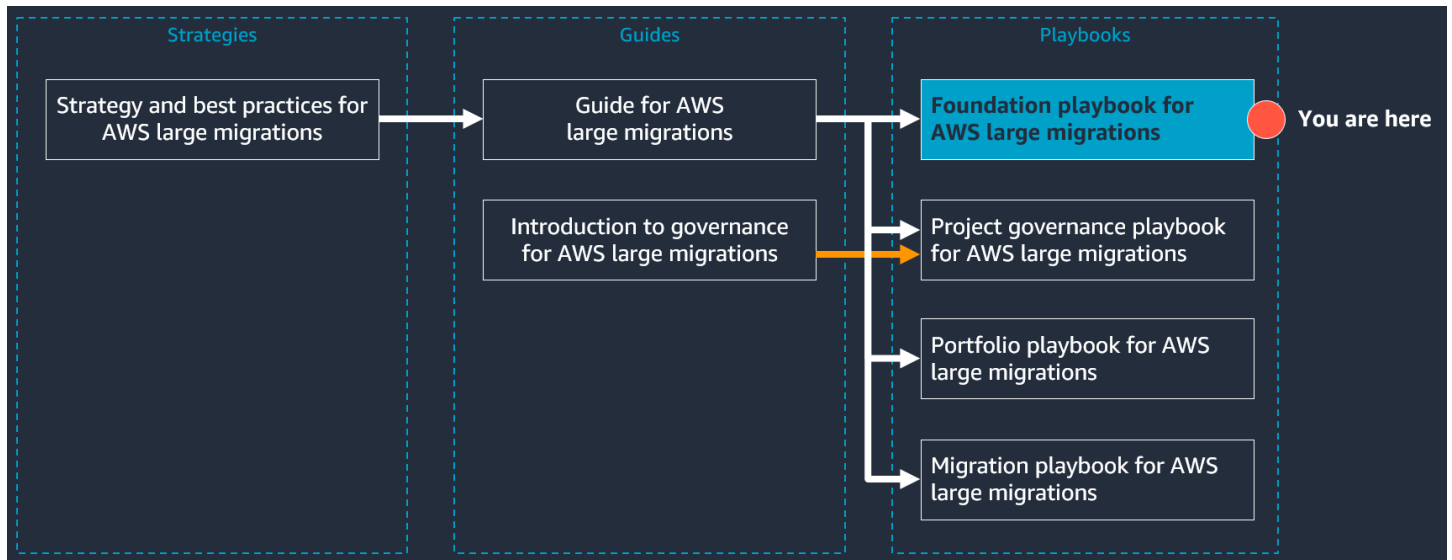 Strategies
Strategy and best practices for
AWS large migrations
Guides
Guide for AWS
large migrations
Introduction to governance
for AWS large migrations
Playbooks
Foundation playbook for
AWS large migrations
You are here
Project governance playbook
for AWS large migrations
Portfolio playbook for AWS
large migrations
Migration playbook for AWS
large migrations